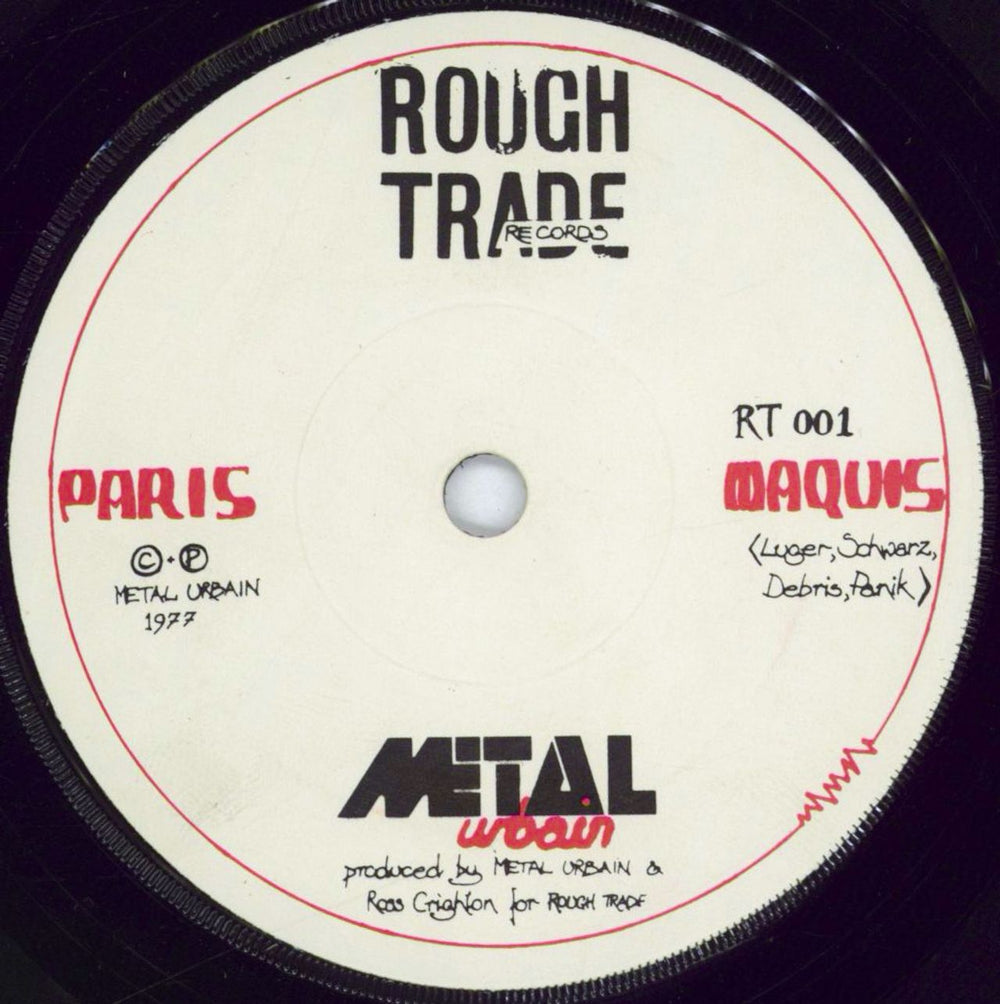 ROUGH
TRADE
RECORDS
RT 001
PARIS
MAQUIS
© · ℗
METAL URBAIN
1977
(Luger, Schwarz,
Debris, Panik)
METAL
urbain
produced by METAL URBAIN &
Ross Crighton for ROUGH TRADE